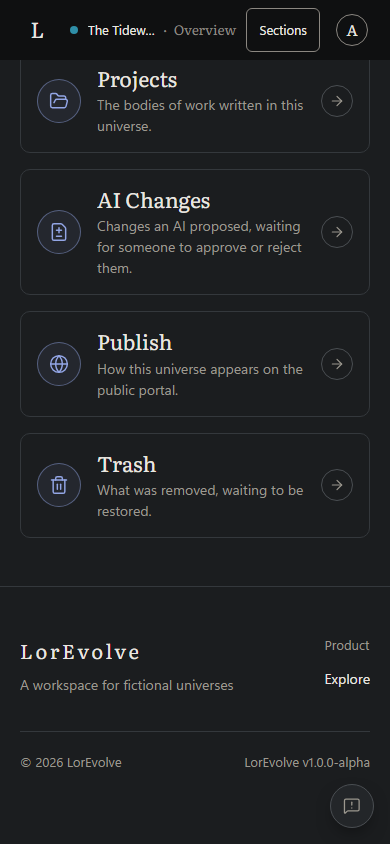 L
The Tidew... · Overview
Sections
A
Projects
The bodies of work written in this
universe.
AI Changes
Changes an AI proposed, waiting
for someone to approve or reject
them.
Publish
How this universe appears on the
public portal.
Trash
What was removed, waiting to be
restored.
LorEvolve
A workspace for fictional universes
Product
Explore
© 2026 LorEvolve
LorEvolve v1.0.0-alpha